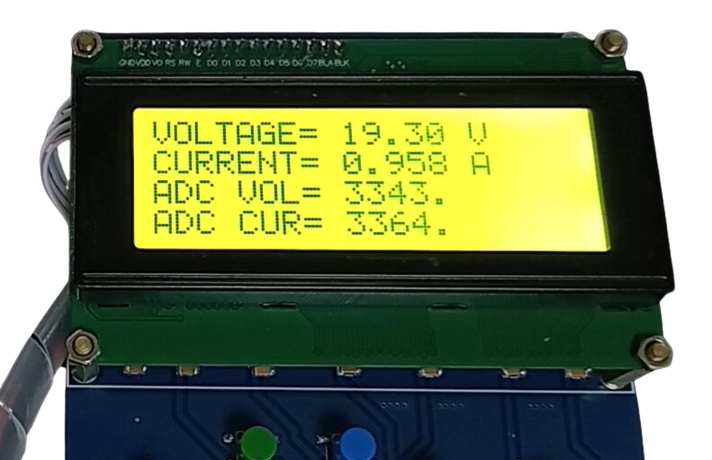 GND VDD VO RS RW E D0 D1 D2 D3 D4 D5 D6 D7 BLA BLK
VOLTAGE= 19.30 V
CURRENT= 0.958 A
ADC VOL= 3343.
ADC CUR= 3364.